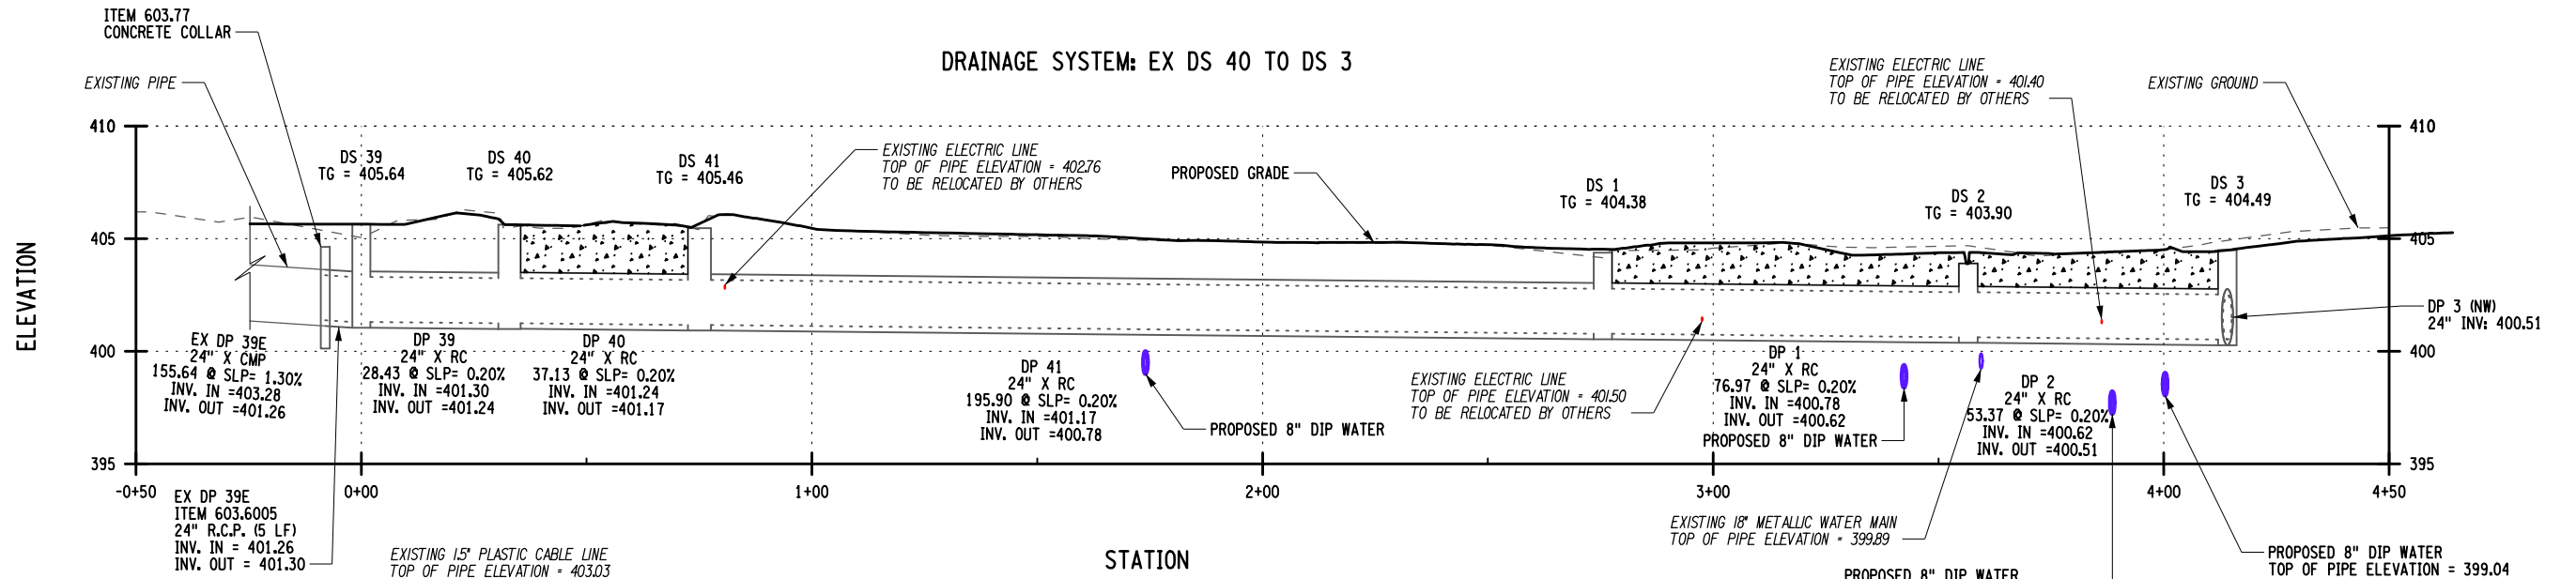 ITEM 603.77
CONCRETE COLLAR
DRAINAGE SYSTEM: EX DS 40 TO DS 3
EXISTING PIPE
EXISTING ELECTRIC LINE
TOP OF PIPE ELEVATION = 401.40
TO BE RELOCATED BY OTHERS
EXISTING GROUND
410
410
DS 39
TG = 405.64
DS 40
TG = 405.62
DS 41
TG = 405.46
EXISTING ELECTRIC LINE
TOP OF PIPE ELEVATION = 402.76
TO BE RELOCATED BY OTHERS
PROPOSED GRADE
DS 1
TG = 404.38
DS 2
TG = 403.90
DS 3
TG = 404.49
405
405
ELEVATION
DP 3 (NW)
24" INV: 400.51
400
400
EX DP 39E
24" X CMP
155.64 @ SLP= 1.30%
INV. IN =403.28
INV. OUT =401.26
DP 39
24" X RC
28.43 @ SLP= 0.20%
INV. IN =401.30
INV. OUT =401.24
DP 40
24" X RC
37.13 @ SLP= 0.20%
INV. IN =401.24
INV. OUT =401.17
DP 41
24" X RC
195.90 @ SLP= 0.20%
INV. IN =401.17
INV. OUT =400.78
PROPOSED 8" DIP WATER
EXISTING ELECTRIC LINE
TOP OF PIPE ELEVATION = 401.50
TO BE RELOCATED BY OTHERS
DP 1
24" X RC
76.97 @ SLP= 0.20%
INV. IN =400.78
INV. OUT =400.62
PROPOSED 8" DIP WATER
DP 2
24" X RC
53.37 @ SLP= 0.20%
INV. IN =400.62
INV. OUT =400.51
395
395
-0+50
0+00
1+00
2+00
3+00
4+00
4+50
EX DP 39E
ITEM 603.6005
24" R.C.P. (5 LF)
INV. IN = 401.26
INV. OUT = 401.30
EXISTING 1.5" PLASTIC CABLE LINE
TOP OF PIPE ELEVATION = 403.03
STATION
EXISTING 18" METALLIC WATER MAIN
TOP OF PIPE ELEVATION = 399.89
PROPOSED 8" DIP WATER
PROPOSED 8" DIP WATER
TOP OF PIPE ELEVATION = 399.04